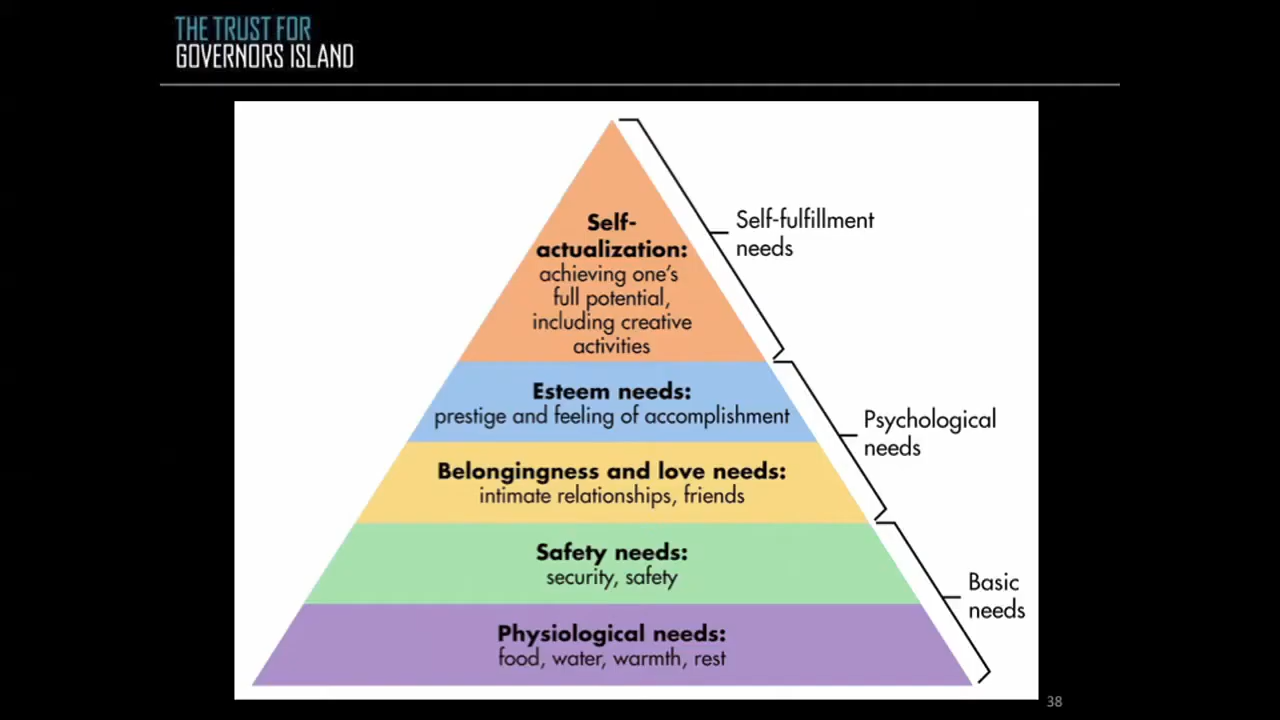 THE TRUST FOR
GOVERNORS ISLAND
Self-
actualization:
achieving one's
full potential,
including creative
activities
Self-fulfillment
needs
Esteem needs:
prestige and feeling of accomplishment
Psychological
needs
Belongingness and love needs:
intimate relationships, friends
Safety needs:
security, safety
Basic
needs
Physiological needs:
food, water, warmth, rest
38